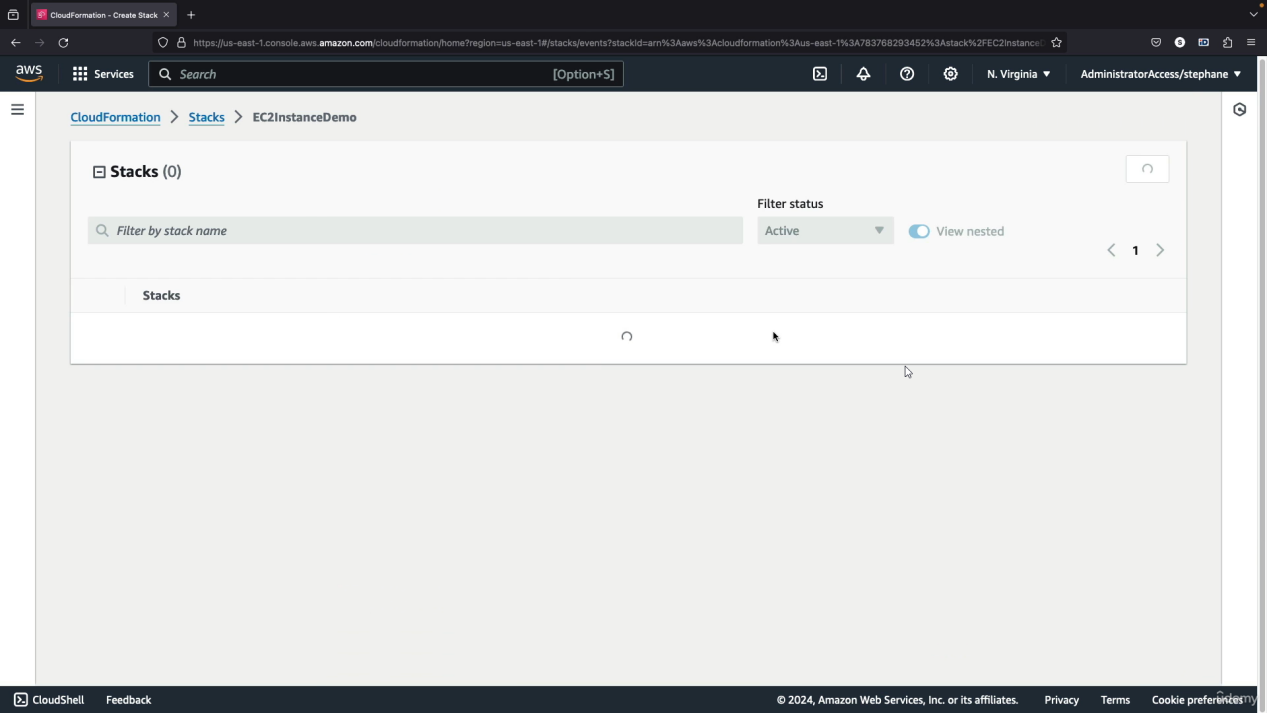 CloudFormation - Create Stack
https://us-east-1.console.aws.amazon.com/cloudformation/home?region=us-east-1#/stacks/events?stackId=arn%3Aaws%3Acloudformation%3Aus-east-1%3A783768293452%3Astack%2FEC2InstanceD
aws
Services
Search
[Option+S]
N. Virginia
AdministratorAccess/stephane
CloudFormation
Stacks
EC2InstanceDemo
Stacks (0)
Filter status
Filter by stack name
Active
View nested
1
Stacks
CloudShell
Feedback
© 2024, Amazon Web Services, Inc. or its affiliates.
Privacy
Terms
Cookie preferences
Udemy